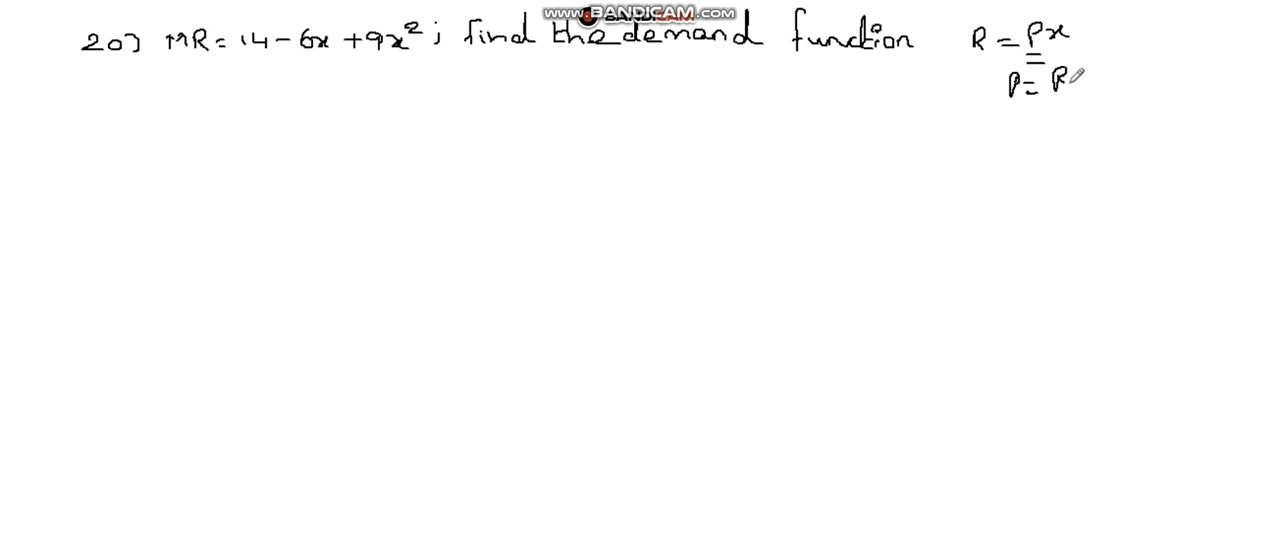 www.BANDICAM.com
20) MR = 14 - 6x + 9x² ; find the demand function R = Px
P = R